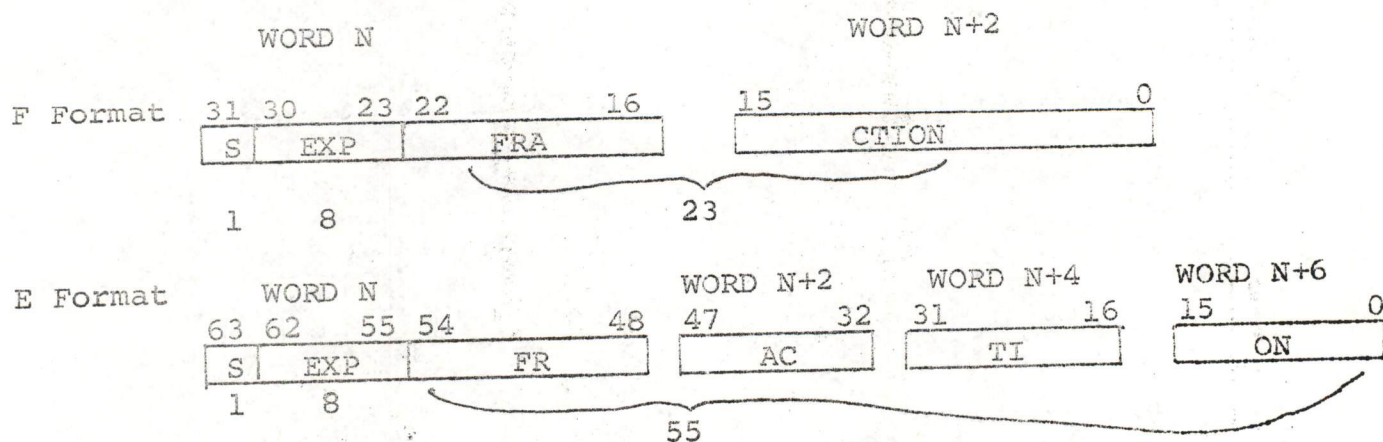 WORD N WORD N+2
F Format 31 30 23 22 16 15 0
S EXP FRA CTION
23
1 8
E Format WORD N WORD N+2 WORD N+4 WORD N+6
63 62 55 54 48 47 32 31 16 15 0
S EXP FR AC TI ON
1 8
55